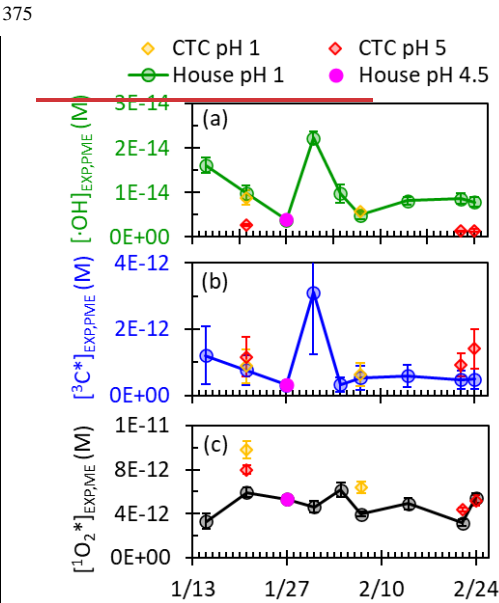 375
CTC pH 1 CTC pH 5
House pH 1 House pH 4.5
3E-14
2E-14
1E-14
0E+00
[·OH]EXP,PME (M)
(a)
4E-12
2E-12
0E+00
[³C*]EXP,PME (M)
(b)
1E-11
8E-12
4E-12
0E+00
[¹O₂*]EXP,ME (M)
(c)
1/13 1/27 2/10 2/24